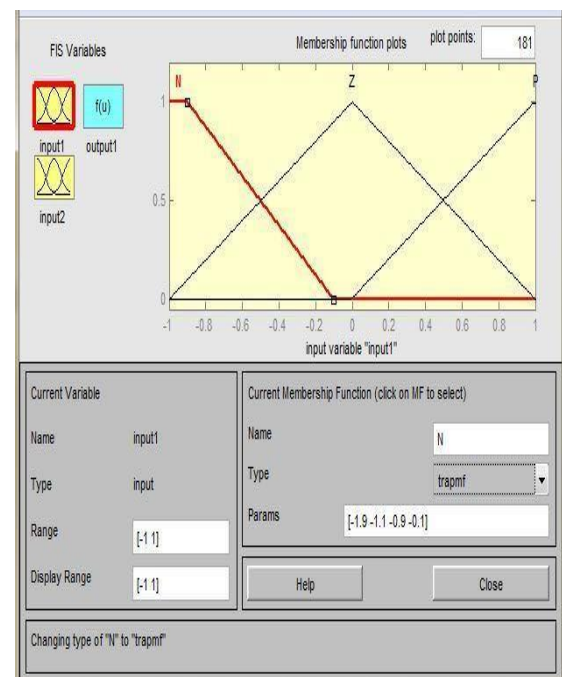 FIS Variables
Membership function plots
plot points:
181
f(u)
input1
output1
input2
N
Z
P
1
0.5
0
-1 -0.8 -0.6 -0.4 -0.2 0 0.2 0.4 0.6 0.8 1
input variable "input1"
Current Variable
Name
input1
Type
input
Range
[-1 1]
Display Range
[-1 1]
Current Membership Function (click on MF to select)
Name
N
Type
trapmf
Params
[-1.9 -1.1 -0.9 -0.1]
Help
Close
Changing type of "N" to "trapmf"